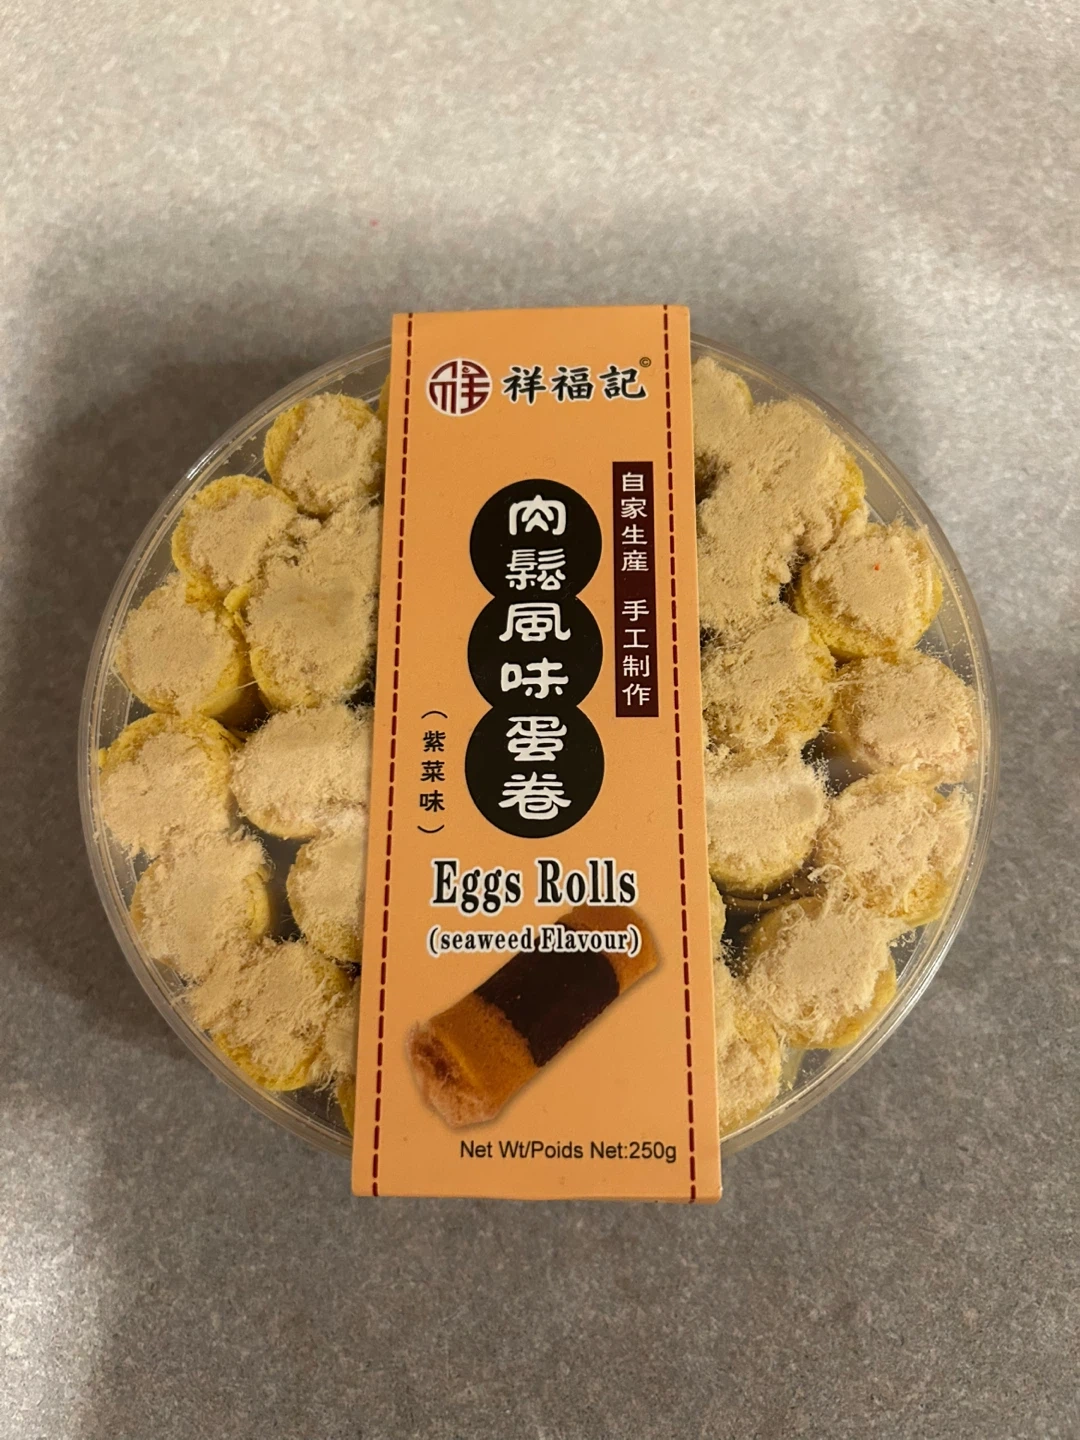 祥福記©
自家生産 手工制作
肉鬆風味蛋卷
(紫菜味)
Eggs Rolls
(seaweed Flavour)
Net Wt/Poids Net:250g